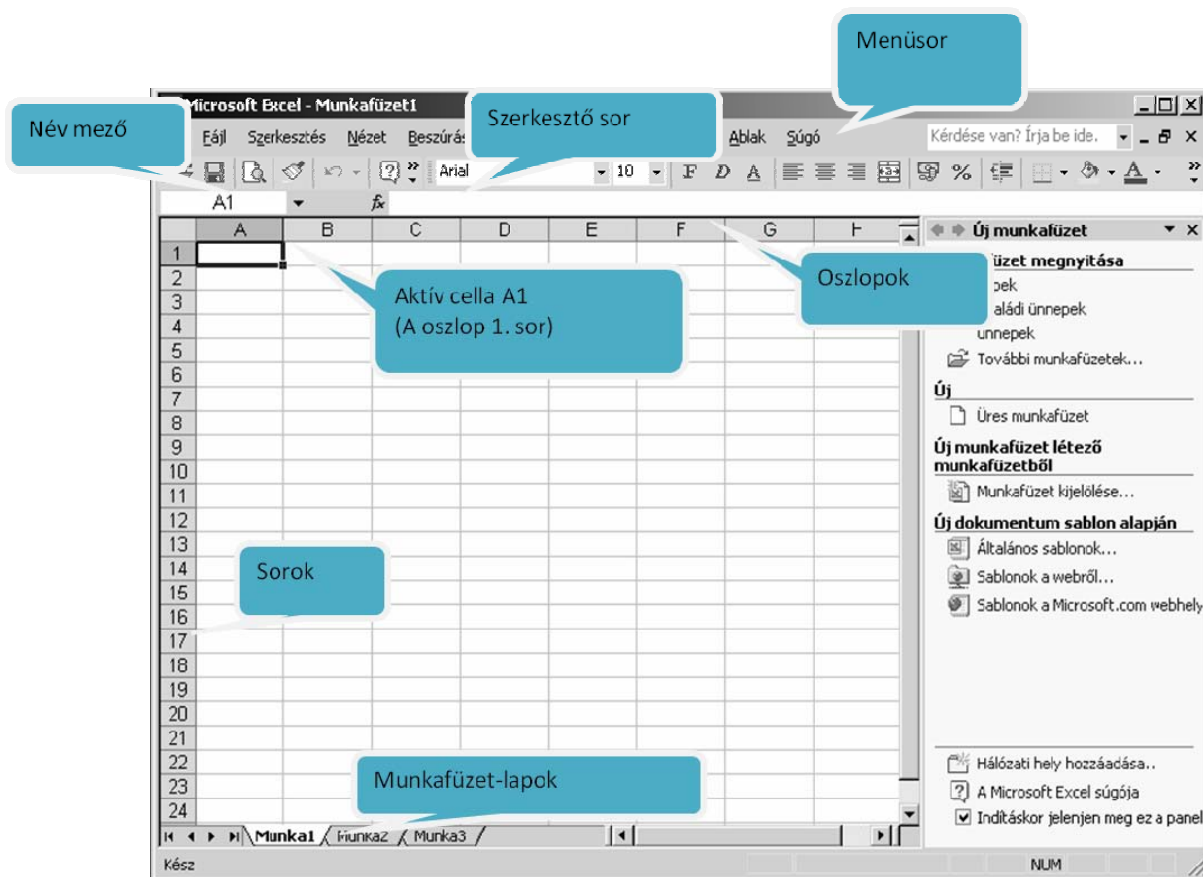 Menüsor
Név mező
Szerkesztő sor
Microsoft Excel - Munkafüzet1
Fájl Szerkesztés Nézet Beszúrás Ablak Súgó Kérdése van? Írja be ide.
Arial 10 F D A %
A1 fx
A B C D E F G H
Új munkafüzet
megnyitása
Oszlopok
ünnepek
ünnepek
További munkafüzetek...
Aktív cella A1
(A oszlop 1. sor)
Új
Üres munkafüzet
Új munkafüzet létező
munkafüzetből
Munkafüzet kijelölése...
Új dokumentum sablon alapján
Általános sablonok...
Sablonok a webről...
Sablonok a Microsoft.com webhely
1
2
3
4
5
6
7
8
9
10
11
12
13
14
15
16
17
18
19
20
21
22
23
24
Sorok
Munkafüzet-lapok
Hálózati hely hozzáadása..
A Microsoft Excel súgója
Indításkor jelenjen meg ez a panel
Munka1 Munka2 Munka3
Kész NUM